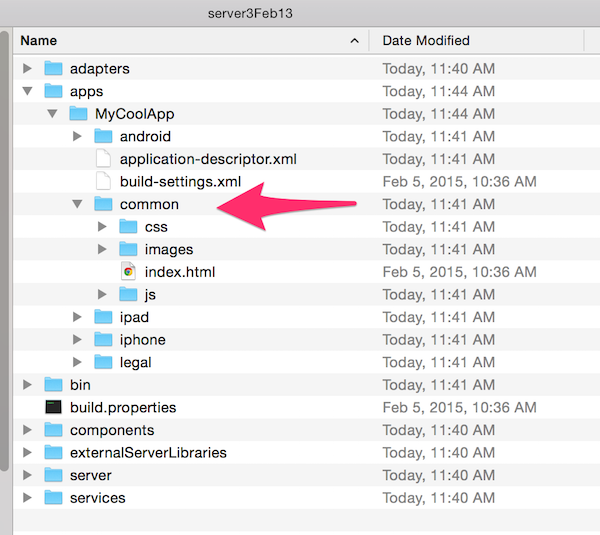 server3Feb13
Name Date Modified
adapters Today, 11:40 AM
apps Today, 11:44 AM
MyCoolApp Today, 11:44 AM
android Today, 11:41 AM
application-descriptor.xml Today, 11:41 AM
build-settings.xml Feb 5, 2015, 10:36 AM
common Today, 11:41 AM
css Today, 11:41 AM
images Today, 11:41 AM
index.html Feb 5, 2015, 10:36 AM
js Today, 11:41 AM
ipad Today, 11:41 AM
iphone Today, 11:41 AM
legal Today, 11:41 AM
bin Today, 11:41 AM
build.properties Feb 5, 2015, 10:36 AM
components Today, 11:40 AM
externalServerLibraries Today, 11:40 AM
server Today, 11:40 AM
services Today, 11:40 AM